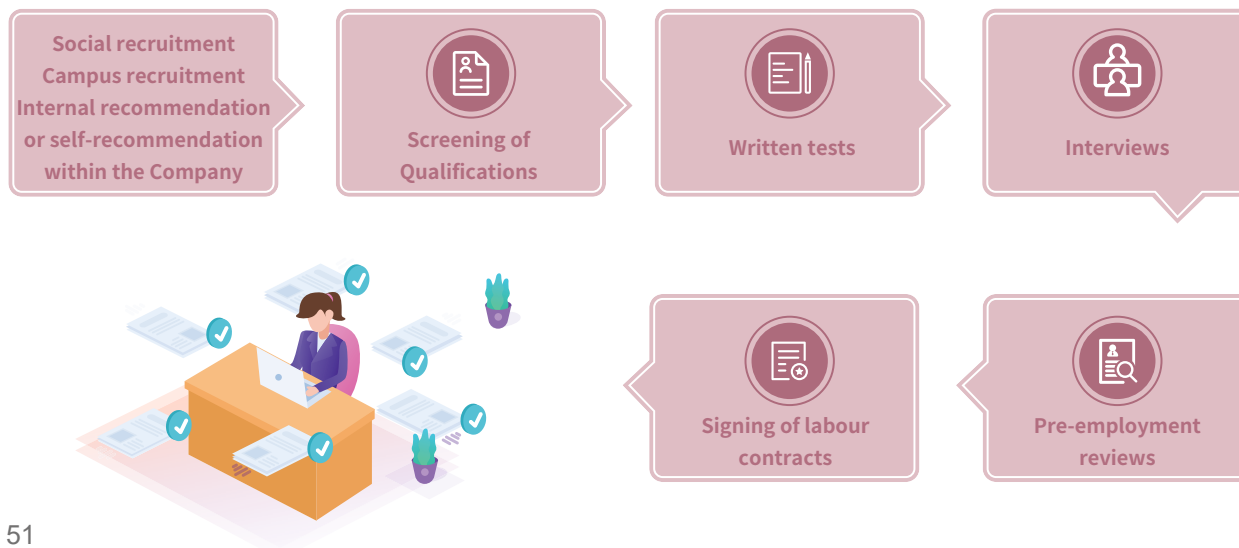 Social recruitment
Campus recruitment
Internal recommendation
or self-recommendation
within the Company
Screening of
Qualifications
Written tests
Interviews
Pre-employment
reviews
Signing of labour
contracts
51